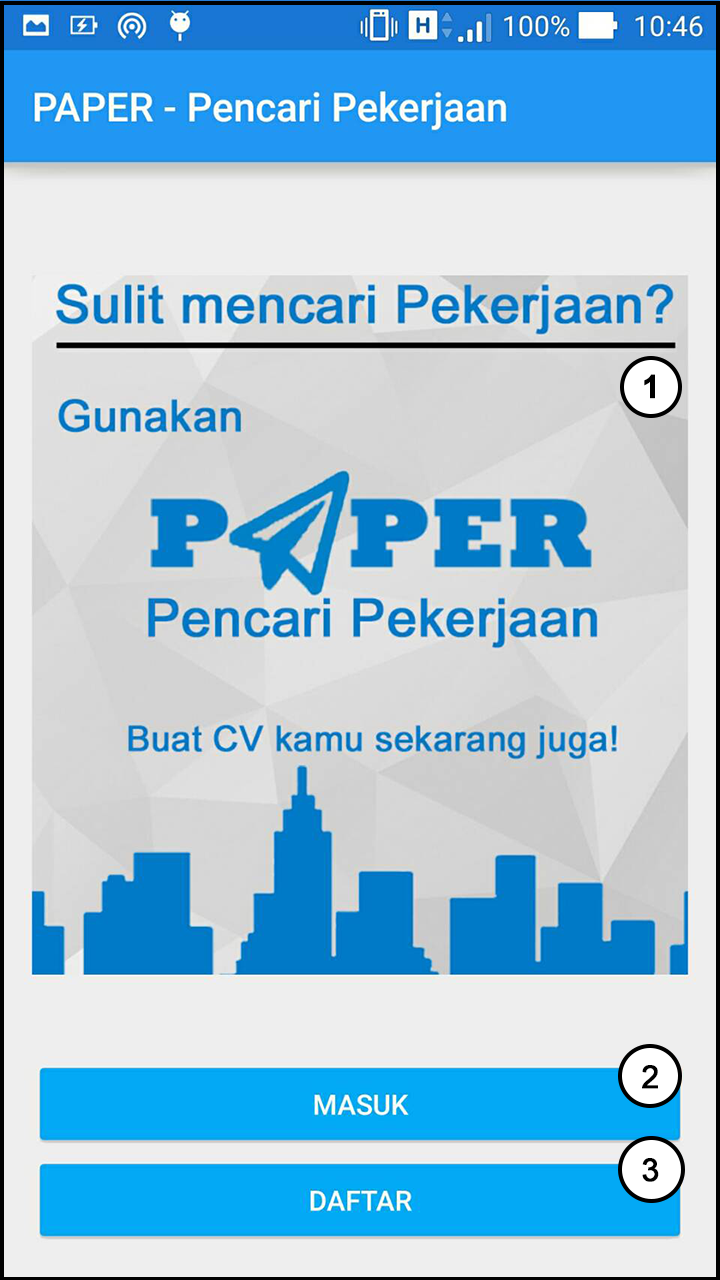 H 100% 10:46
PAPER - Pencari Pekerjaan
Sulit mencari Pekerjaan?
1
Gunakan
PAPER
Pencari Pekerjaan
Buat CV kamu sekarang juga!
2
MASUK
3
DAFTAR